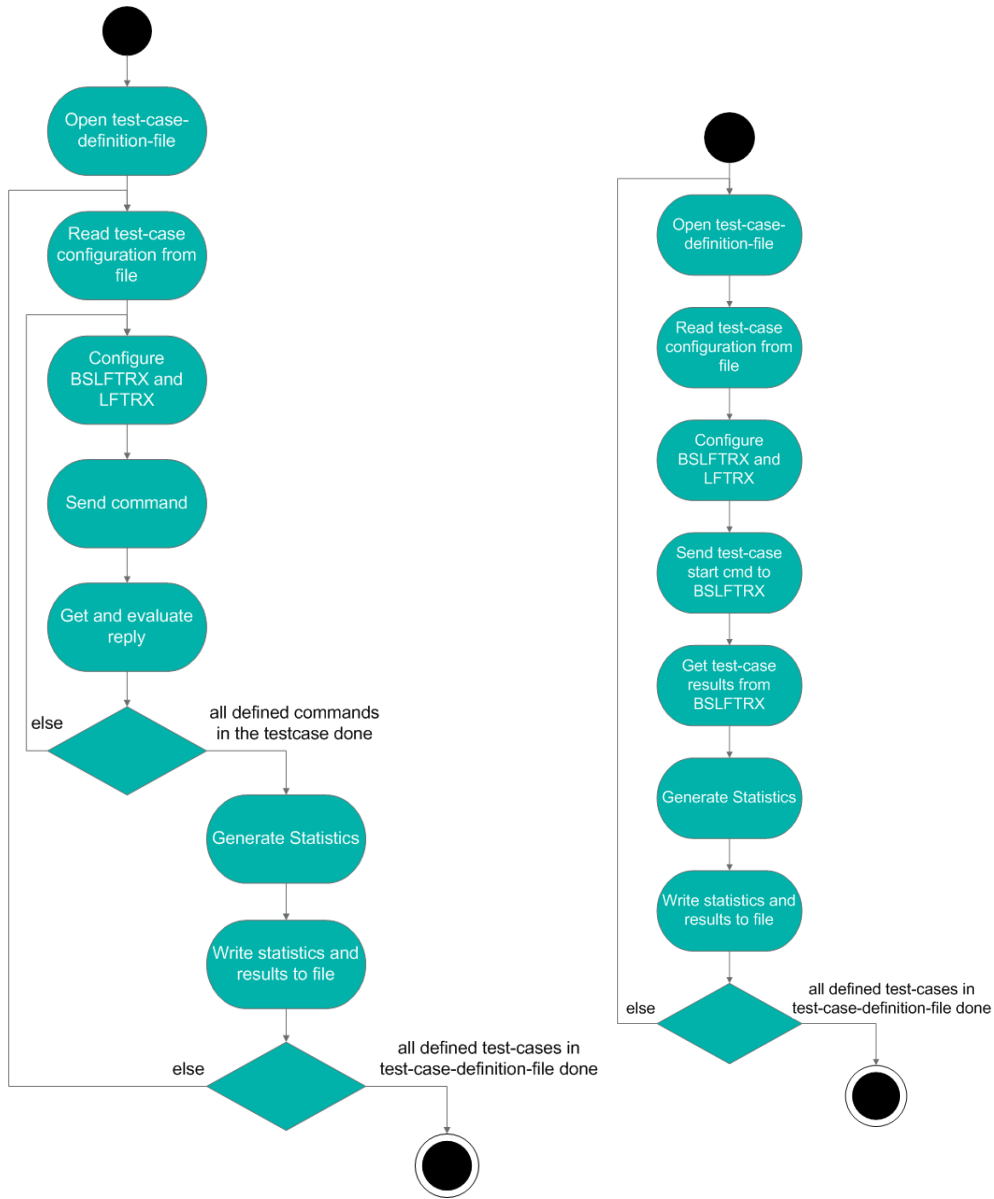 Open test-case-
definition-file
Read test-case
configuration from
file
Configure
BSLFTRX and
LFTRX
Send command
Get and evaluate
reply
else
all defined commands
in the testcase done
Generate Statistics
Write statistics and
results to file
else
all defined test-cases in
test-case-definition-file done
Open test-case-
definition-file
Read test-case
configuration from
file
Configure
BSLFTRX and
LFTRX
Send test-case
start cmd to
BSLFTRX
Get test-case
results from
BSLFTRX
Generate Statistics
Write statistics and
results to file
else
all defined test-cases in
test-case-definition-file done